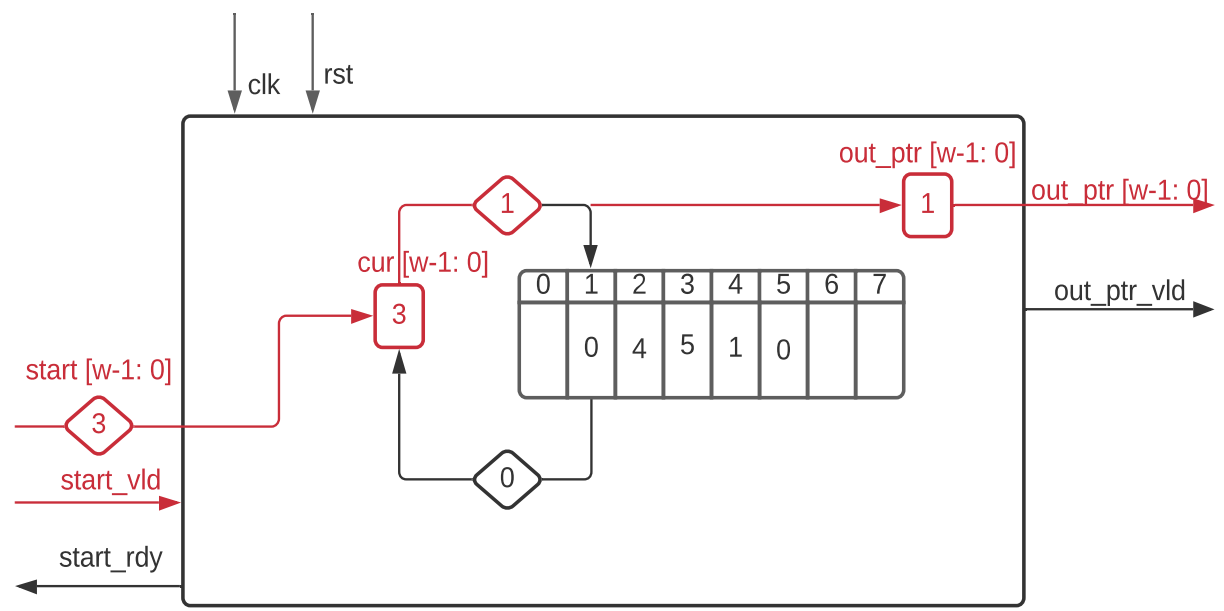 clk
rst
out_ptr [w-1: 0]
1
1
out_ptr [w-1: 0]
cur [w-1: 0]
3
0 1 2 3 4 5 6 7
0 4 5 1 0
out_ptr_vld
start [w-1: 0]
3
start_vld
0
start_rdy